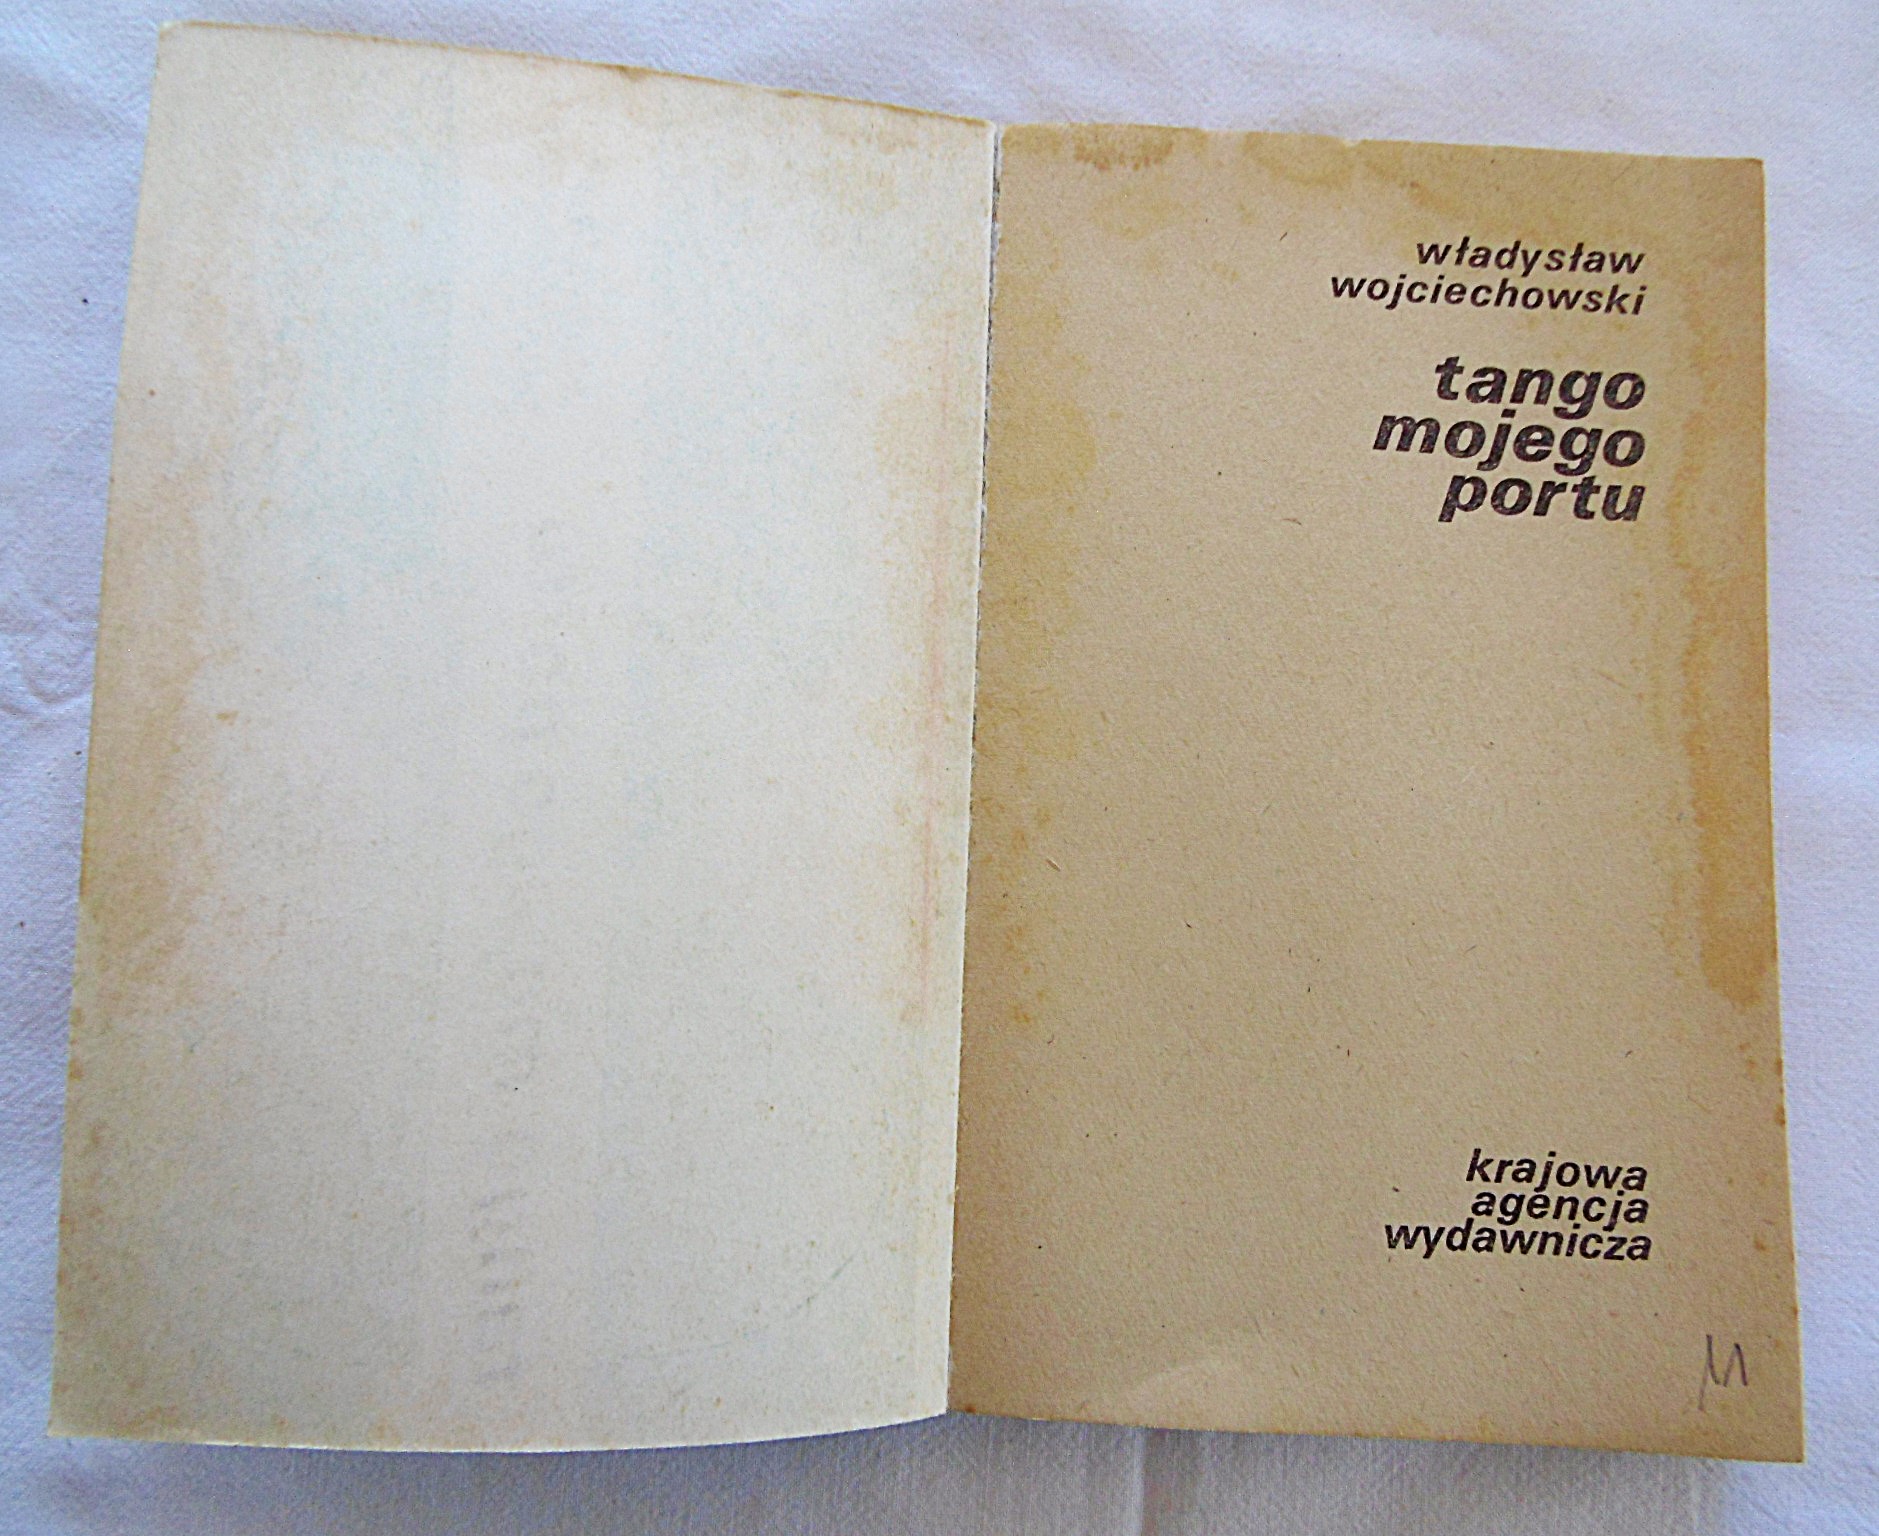 władysław
wojciechowski
tango
mojego
portu
krajowa
agencja
wydawnicza